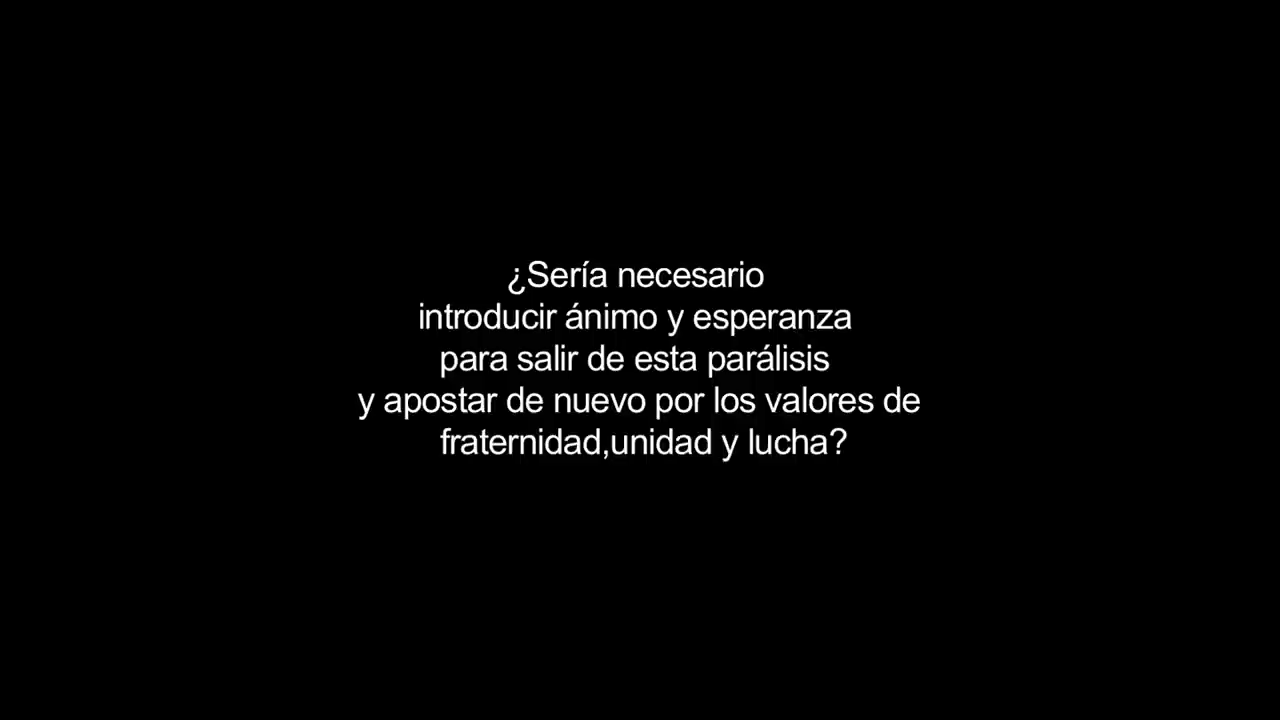 ¿Sería necesario
introducir ánimo y esperanza
para salir de esta parálisis
y apostar de nuevo por los valores de
fraternidad,unidad y lucha?